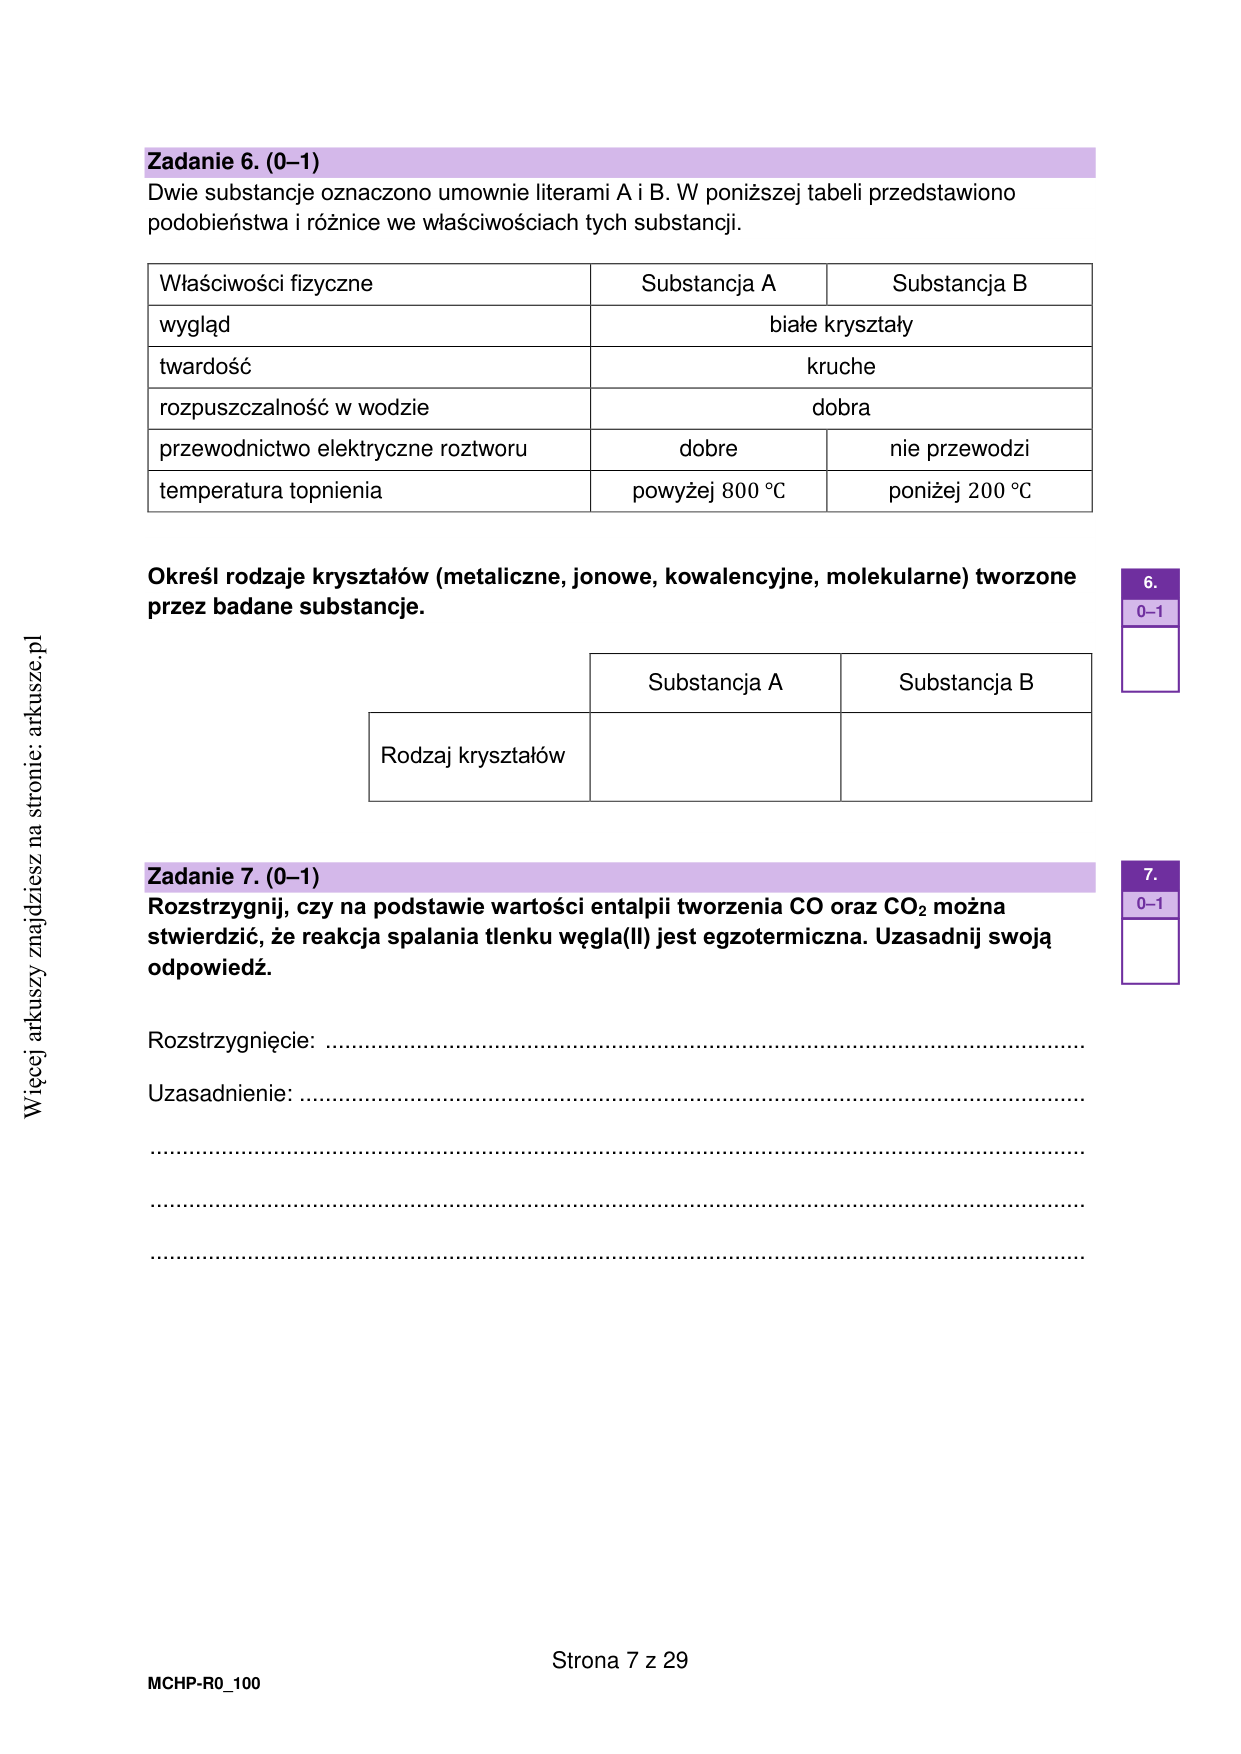 Zadanie 6. (0–1)
Dwie substancje oznaczono umownie literami A i B. W poniższej tabeli przedstawiono
podobieństwa i różnice we właściwościach tych substancji.
Właściwości fizyczne Substancja A Substancja B
wygląd białe kryształy
twardość kruche
rozpuszczalność w wodzie dobra
przewodnictwo elektryczne roztworu dobre nie przewodzi
temperatura topnienia powyżej 800 °C poniżej 200 °C
Określ rodzaje kryształów (metaliczne, jonowe, kowalencyjne, molekularne) tworzone
przez badane substancje.
6.
0–1
Substancja A Substancja B
Rodzaj kryształów
Zadanie 7. (0–1)
Rozstrzygnij, czy na podstawie wartości entalpii tworzenia CO oraz CO₂ można
stwierdzić, że reakcja spalania tlenku węgla(II) jest egzotermiczna. Uzasadnij swoją
odpowiedź.
7.
0–1
Rozstrzygnięcie: ....................................................................................................................
Uzasadnienie: ........................................................................................................................
...............................................................................................................................................
...............................................................................................................................................
...............................................................................................................................................
Strona 7 z 29
MCHP-R0_100
Więcej arkuszy znajdziesz na stronie: arkusze.pl